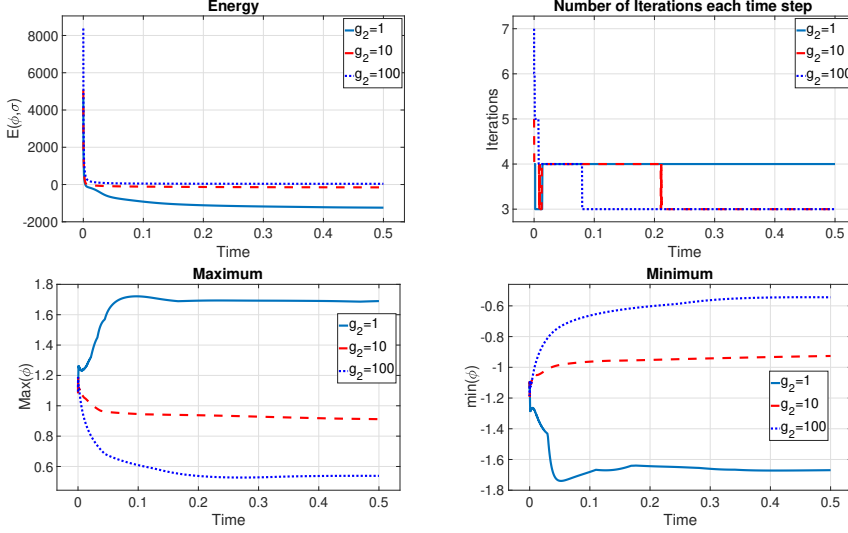 Energy
8000
6000
4000
2000
0
-2000
E(ϕ,σ)
0 0.1 0.2 0.3 0.4 0.5
Time
g₂=1
g₂=10
g₂=100
Number of Iterations each time step
7
6
5
4
3
Iterations
0 0.1 0.2 0.3 0.4 0.5
Time
g₂=1
g₂=10
g₂=100
Maximum
1.8
1.6
1.4
1.2
1
0.8
0.6
Max(ϕ)
0 0.1 0.2 0.3 0.4 0.5
Time
g₂=1
g₂=10
g₂=100
Minimum
-0.6
-0.8
-1
-1.2
-1.4
-1.6
-1.8
min(ϕ)
0 0.1 0.2 0.3 0.4 0.5
Time
g₂=1
g₂=10
g₂=100